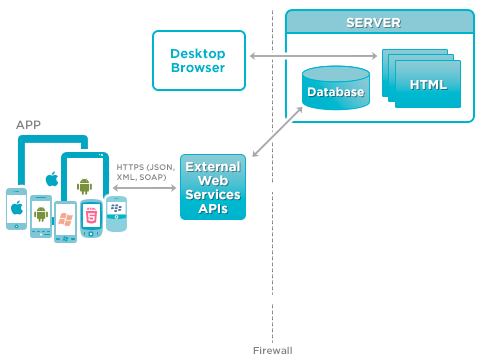 SERVER
Desktop
Browser
Database
HTML
APP
HTTPS (JSON,
XML, SOAP)
External
Web
Services
APIs
Firewall